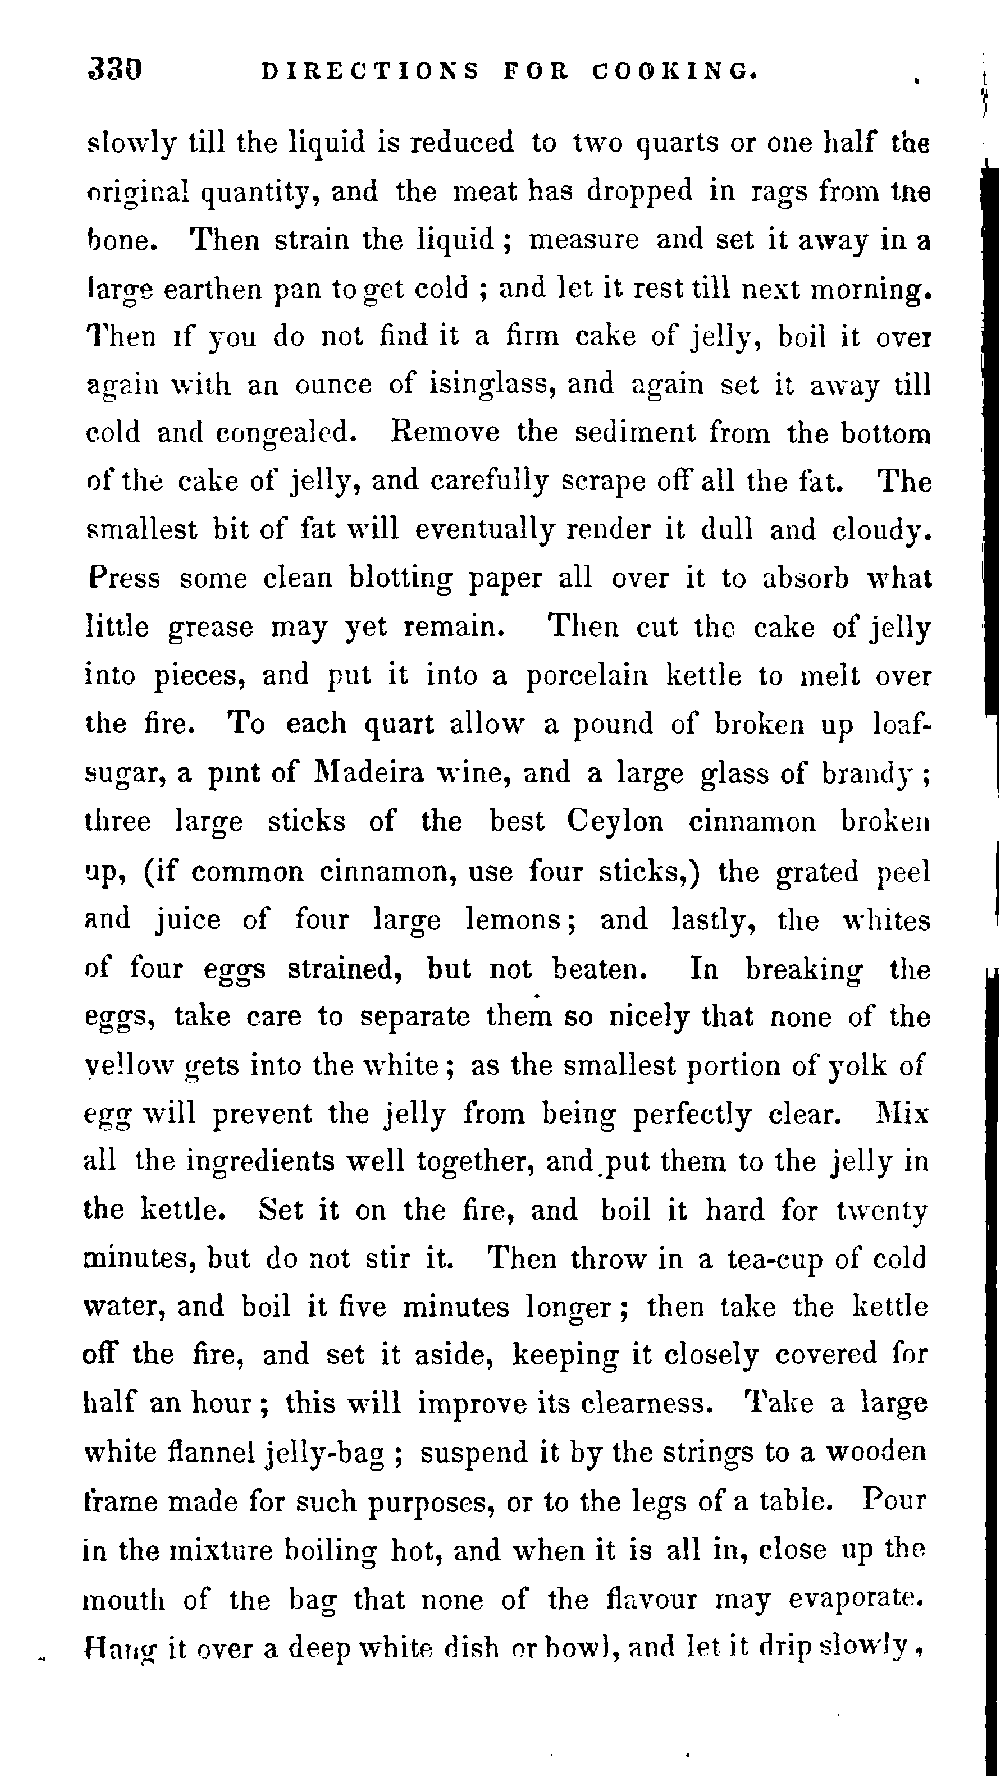 330 DIRECTIONS FOR COOKING.
slowly till the liquid is reduced to two quarts or one half the
original quantity, and the meat has dropped in rags from the
bone. Then strain the liquid ; measure and set it away in a
large earthen pan to get cold ; and let it rest till next morning.
Then if you do not find it a firm cake of jelly, boil it over
again with an ounce of isinglass, and again set it away till
cold and congealed. Remove the sediment from the bottom
of the cake of jelly, and carefully scrape off all the fat. The
smallest bit of fat will eventually render it dull and cloudy.
Press some clean blotting paper all over it to absorb what
little grease may yet remain. Then cut the cake of jelly
into pieces, and put it into a porcelain kettle to melt over
the fire. To each quart allow a pound of broken up loaf-
sugar, a pint of Madeira wine, and a large glass of brandy ;
three large sticks of the best Ceylon cinnamon broken
up, (if common cinnamon, use four sticks,) the grated peel
and juice of four large lemons ; and lastly, the whites
of four eggs strained, but not beaten. In breaking the
eggs, take care to separate them so nicely that none of the
yellow gets into the white ; as the smallest portion of yolk of
egg will prevent the jelly from being perfectly clear. Mix
all the ingredients well together, and put them to the jelly in
the kettle. Set it on the fire, and boil it hard for twenty
minutes, but do not stir it. Then throw in a tea-cup of cold
water, and boil it five minutes longer ; then take the kettle
off the fire, and set it aside, keeping it closely covered for
half an hour ; this will improve its clearness. Take a large
white flannel jelly-bag ; suspend it by the strings to a wooden
frame made for such purposes, or to the legs of a table. Pour
in the mixture boiling hot, and when it is all in, close up the
mouth of the bag that none of the flavour may evaporate.
Hang it over a deep white dish or bowl, and let it drip slowly ,